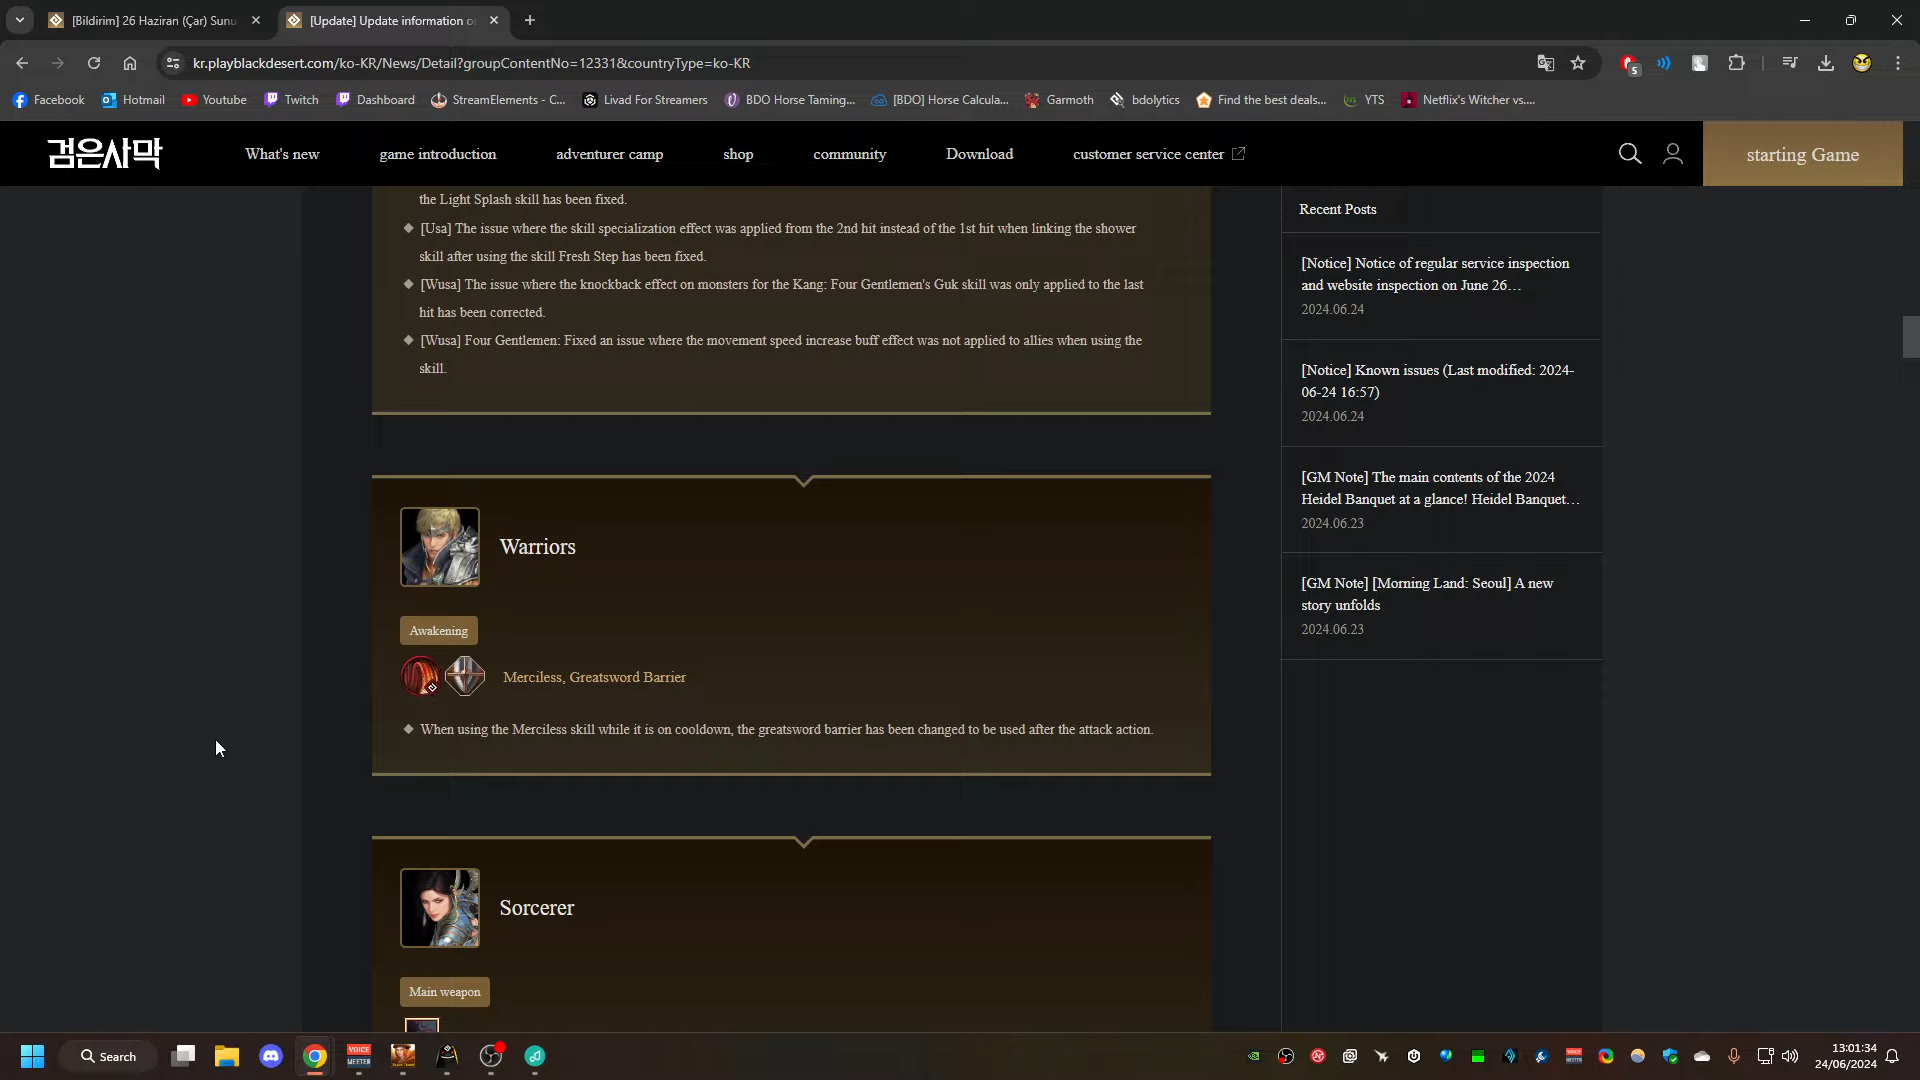 [Bildirim] 26 Haziran (Çar) Sunu
[Update] Update information o
kr.playblackdesert.com/ko-KR/News/Detail?groupContentNo=12331&countryType=ko-KR
5
Facebook
Hotmail
Youtube
Twitch
Dashboard
StreamElements - C...
Livad For Streamers
BDO Horse Taming...
[BDO] Horse Calcula...
Garmoth
bdolytics
Find the best deals...
YTS
Netflix's Witcher vs....
검은사막
What's new
game introduction
adventurer camp
shop
community
Download
customer service center
starting Game
the Light Splash skill has been fixed.
[Usa] The issue where the skill specialization effect was applied from the 2nd hit instead of the 1st hit when linking the shower
skill after using the skill Fresh Step has been fixed.
[Wusa] The issue where the knockback effect on monsters for the Kang: Four Gentlemen's Guk skill was only applied to the last
hit has been corrected.
[Wusa] Four Gentlemen: Fixed an issue where the movement speed increase buff effect was not applied to allies when using the
skill.
Warriors
Awakening
Merciless, Greatsword Barrier
When using the Merciless skill while it is on cooldown, the greatsword barrier has been changed to be used after the attack action.
Sorcerer
Main weapon
Recent Posts
[Notice] Notice of regular service inspection
and website inspection on June 26…
2024.06.24
[Notice] Known issues (Last modified: 2024-
06-24 16:57)
2024.06.24
[GM Note] The main contents of the 2024
Heidel Banquet at a glance! Heidel Banquet…
2024.06.23
[GM Note] [Morning Land: Seoul] A new
story unfolds
2024.06.23
Search
VOICE
MEETER
13:01:34
24/06/2024